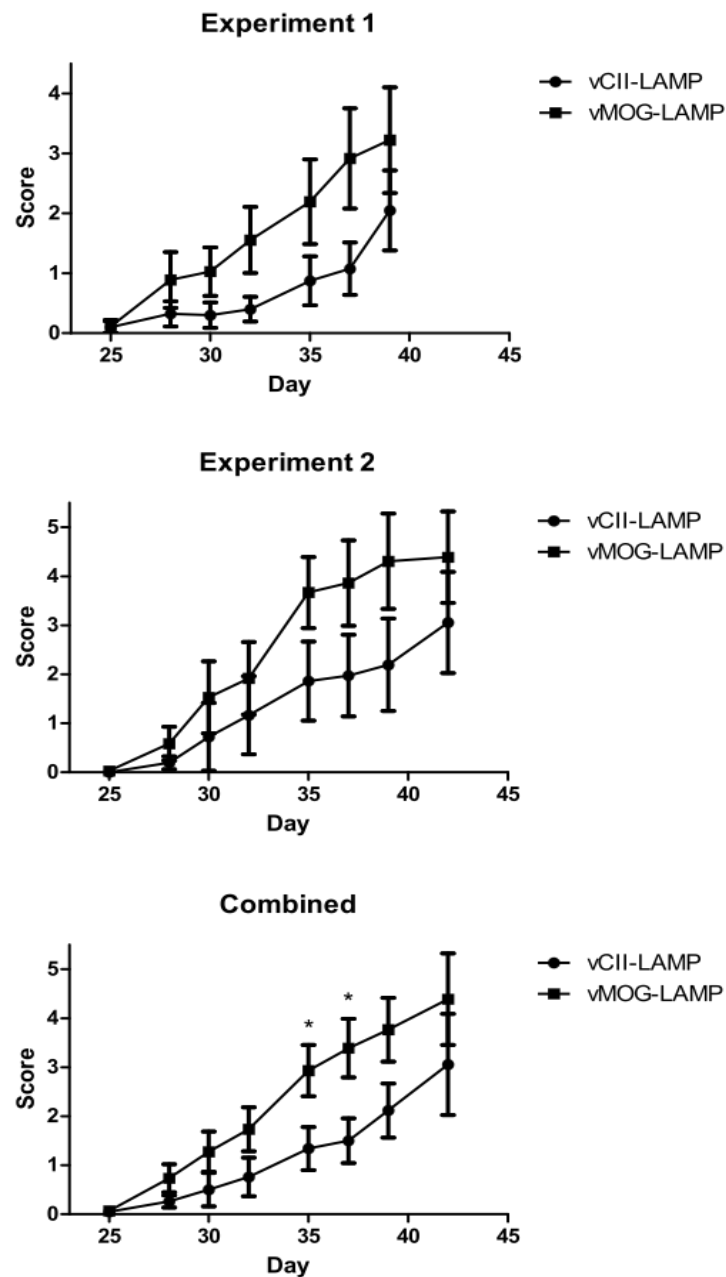 Experiment 1
vCII-LAMP
vMOG-LAMP
Score
4
3
2
1
0
25 30 35 40 45
Day
Experiment 2
vCII-LAMP
vMOG-LAMP
Score
5
4
3
2
1
0
25 30 35 40 45
Day
Combined
vCII-LAMP
vMOG-LAMP
Score
5
4
3
2
1
0
* *
25 30 35 40 45
Day